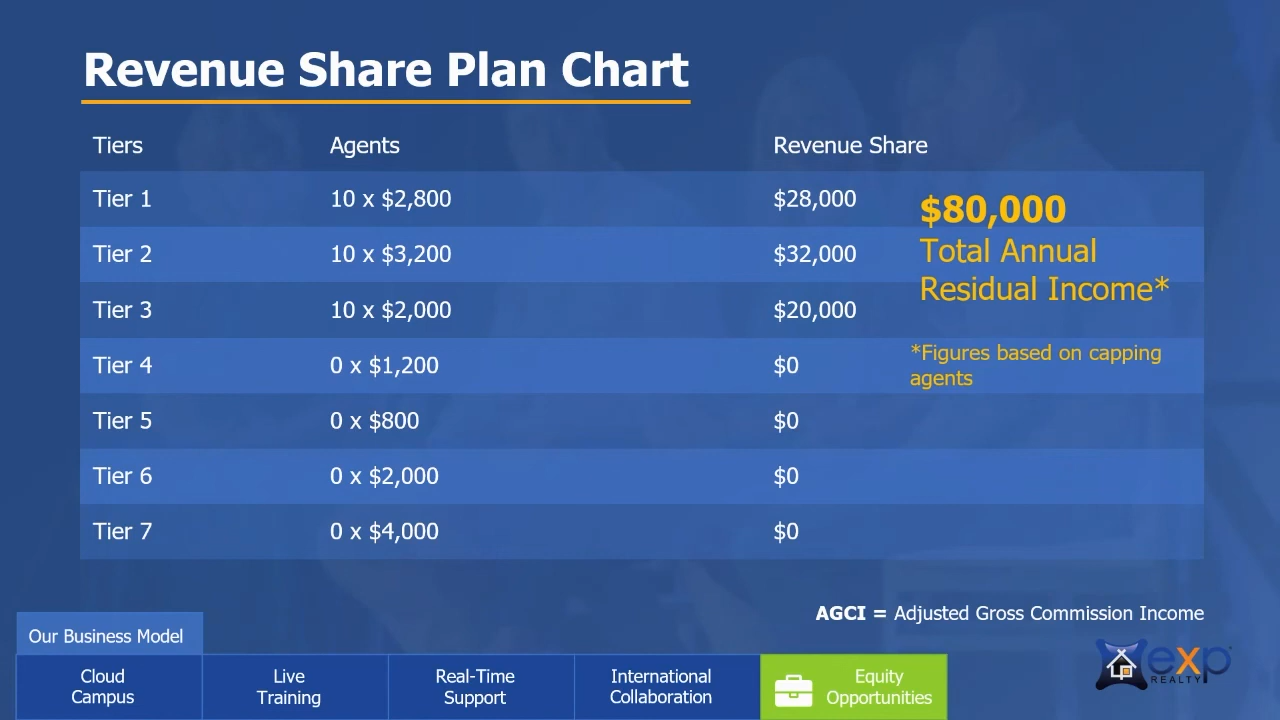 Revenue Share Plan Chart
Tiers Agents Revenue Share
Tier 1 10 x $2,800 $28,000
Tier 2 10 x $3,200 $32,000
Tier 3 10 x $2,000 $20,000
Tier 4 0 x $1,200 $0
Tier 5 0 x $800 $0
Tier 6 0 x $2,000 $0
Tier 7 0 x $4,000 $0
$80,000
Total Annual
Residual Income*
*Figures based on capping
agents
AGCI = Adjusted Gross Commission Income
Our Business Model
Cloud
Campus
Live
Training
Real-Time
Support
International
Collaboration
Equity
Opportunities
exp
REALTY